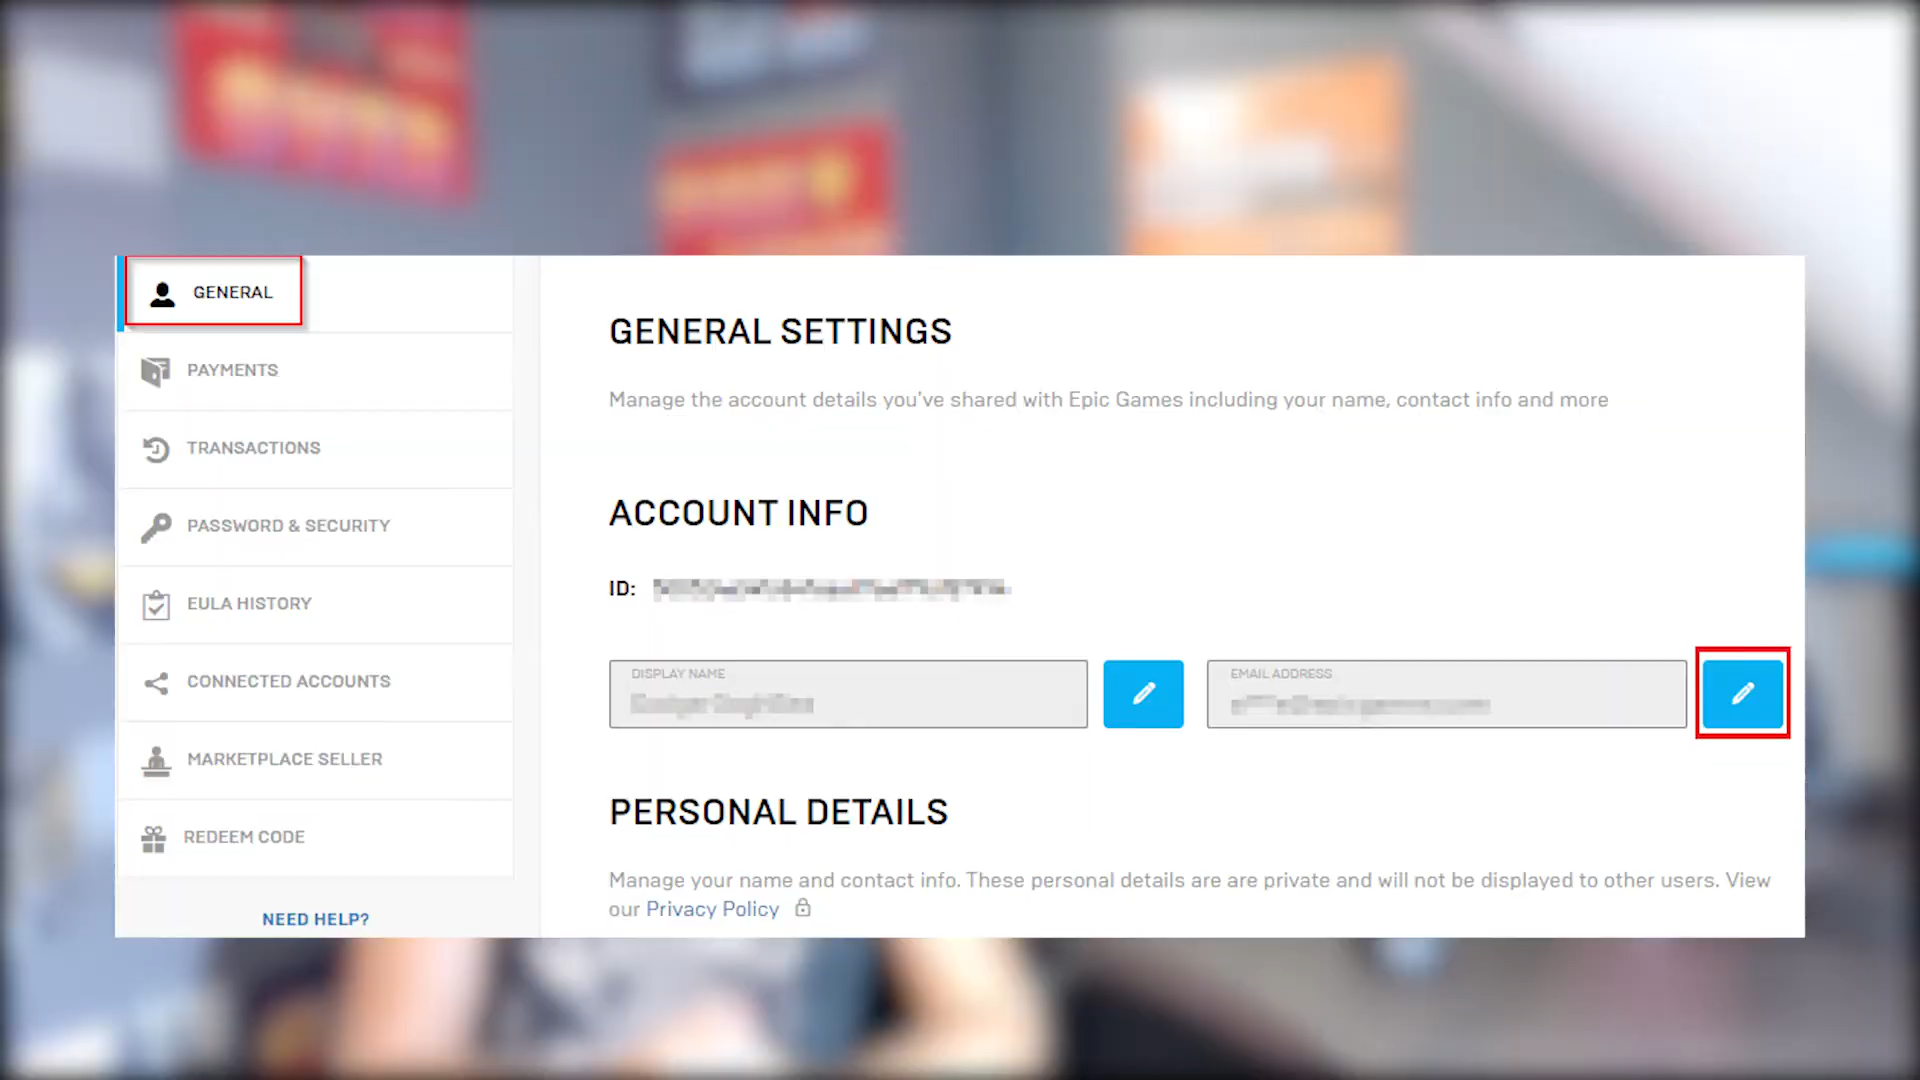 GENERAL
PAYMENTS
TRANSACTIONS
PASSWORD & SECURITY
EULA HISTORY
CONNECTED ACCOUNTS
MARKETPLACE SELLER
REDEEM CODE
NEED HELP?
GENERAL SETTINGS
Manage the account details you've shared with Epic Games including your name, contact info and more
ACCOUNT INFO
ID:
DISPLAY NAME
EMAIL ADDRESS
PERSONAL DETAILS
Manage your name and contact info. These personal details are are private and will not be displayed to other users. View
our Privacy Policy